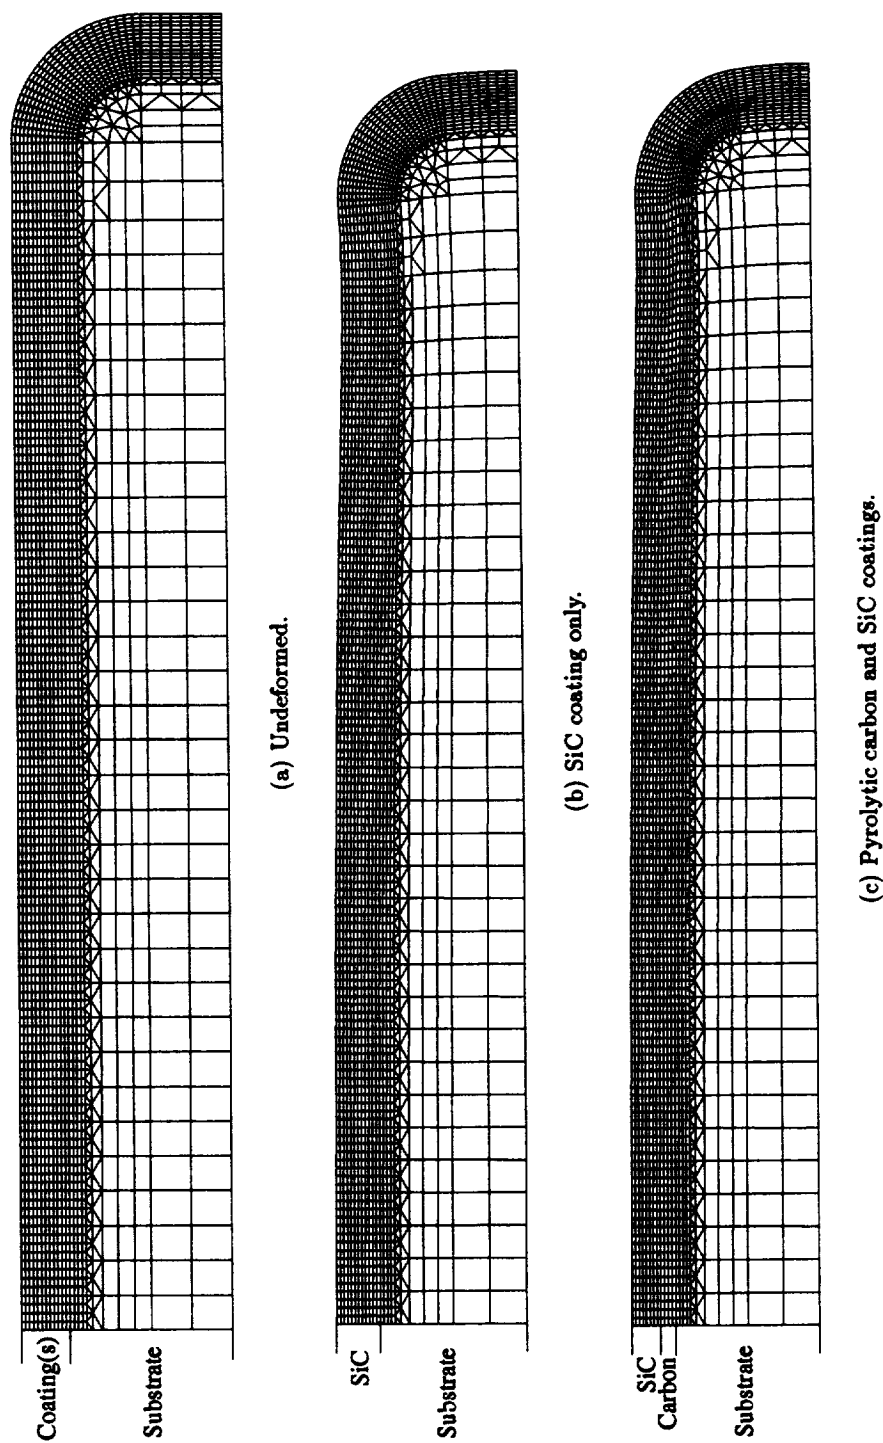 Coating(s)
Substrate
(a) Undeformed.
SiC
Substrate
(b) SiC coating only.
SiC
Carbon
Substrate
(c) Pyrolytic carbon and SiC coatings.